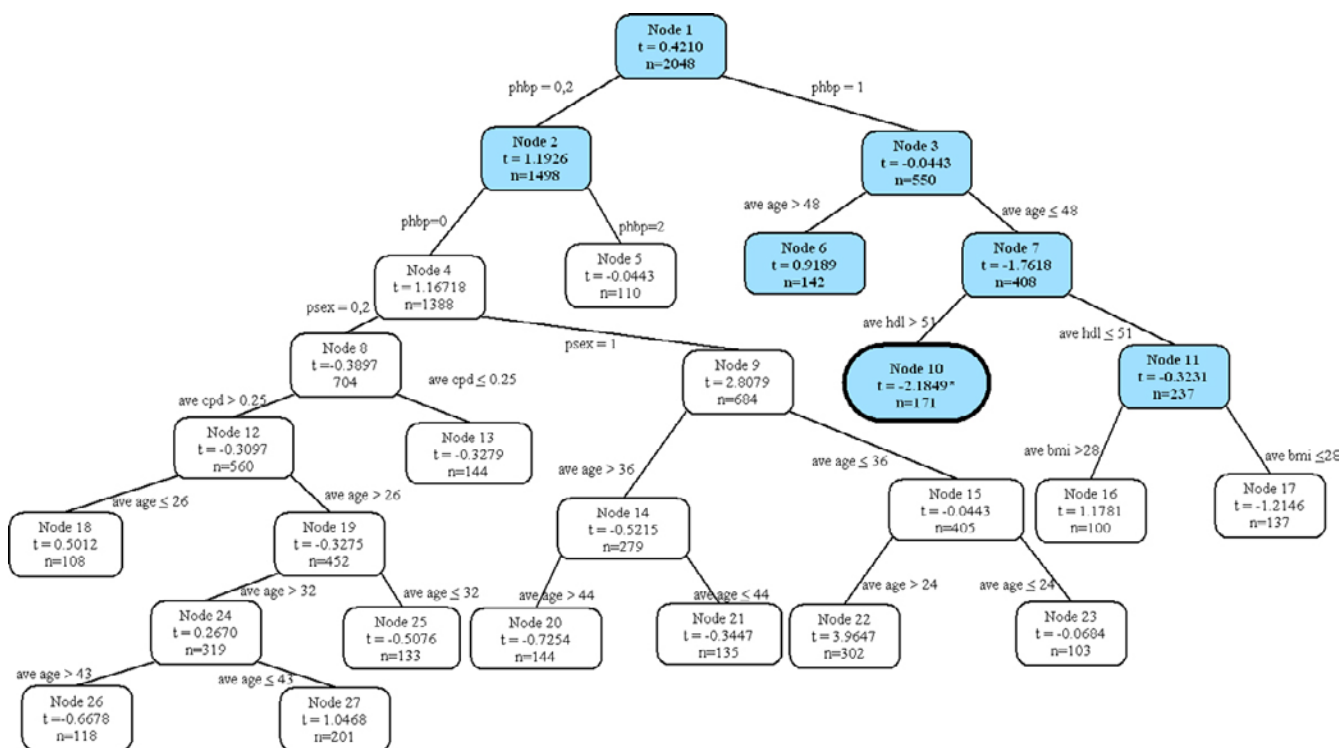 Node 1
t = 0.4210
n=2048
phbp = 0,2
phbp = 1
Node 2
t = 1.1926
n=1498
Node 3
t = -0.0443
n=550
phbp=0
phbp=2
ave age > 48
ave age ≤ 48
Node 4
t = 1.16718
n=1388
Node 5
t = -0.0443
n=110
Node 6
t = 0.9189
n=142
Node 7
t = -1.7618
n=408
psex = 0,2
psex = 1
ave hdl > 51
ave hdl ≤ 51
Node 8
t =-0.3897
704
Node 9
t = 2.8079
n=684
Node 10
t = -2.1849*
n=171
Node 11
t = -0.3231
n=237
ave cpd > 0.25
ave cpd ≤ 0.25
Node 12
t = -0.3097
n=560
Node 13
t = -0.3279
n=144
ave age > 36
ave age ≤ 36
ave bmi >28
ave bmi ≤28
ave age ≤ 26
ave age > 26
Node 14
t = -0.5215
n=279
Node 15
t = -0.0443
n=405
Node 16
t = 1.1781
n=100
Node 17
t = -1.2146
n=137
Node 18
t = 0.5012
n=108
Node 19
t = -0.3275
n=452
ave age > 32
ave age ≤ 32
ave age > 44
ave age ≤ 44
ave age > 24
ave age ≤ 24
Node 24
t = 0.2670
n=319
Node 25
t = -0.5076
n=133
Node 20
t = -0.7254
n=144
Node 21
t = -0.3447
n=135
Node 22
t = 3.9647
n=302
Node 23
t = -0.0684
n=103
ave age > 43
ave age ≤ 43
Node 26
t =-0.6678
n=118
Node 27
t = 1.0468
n=201